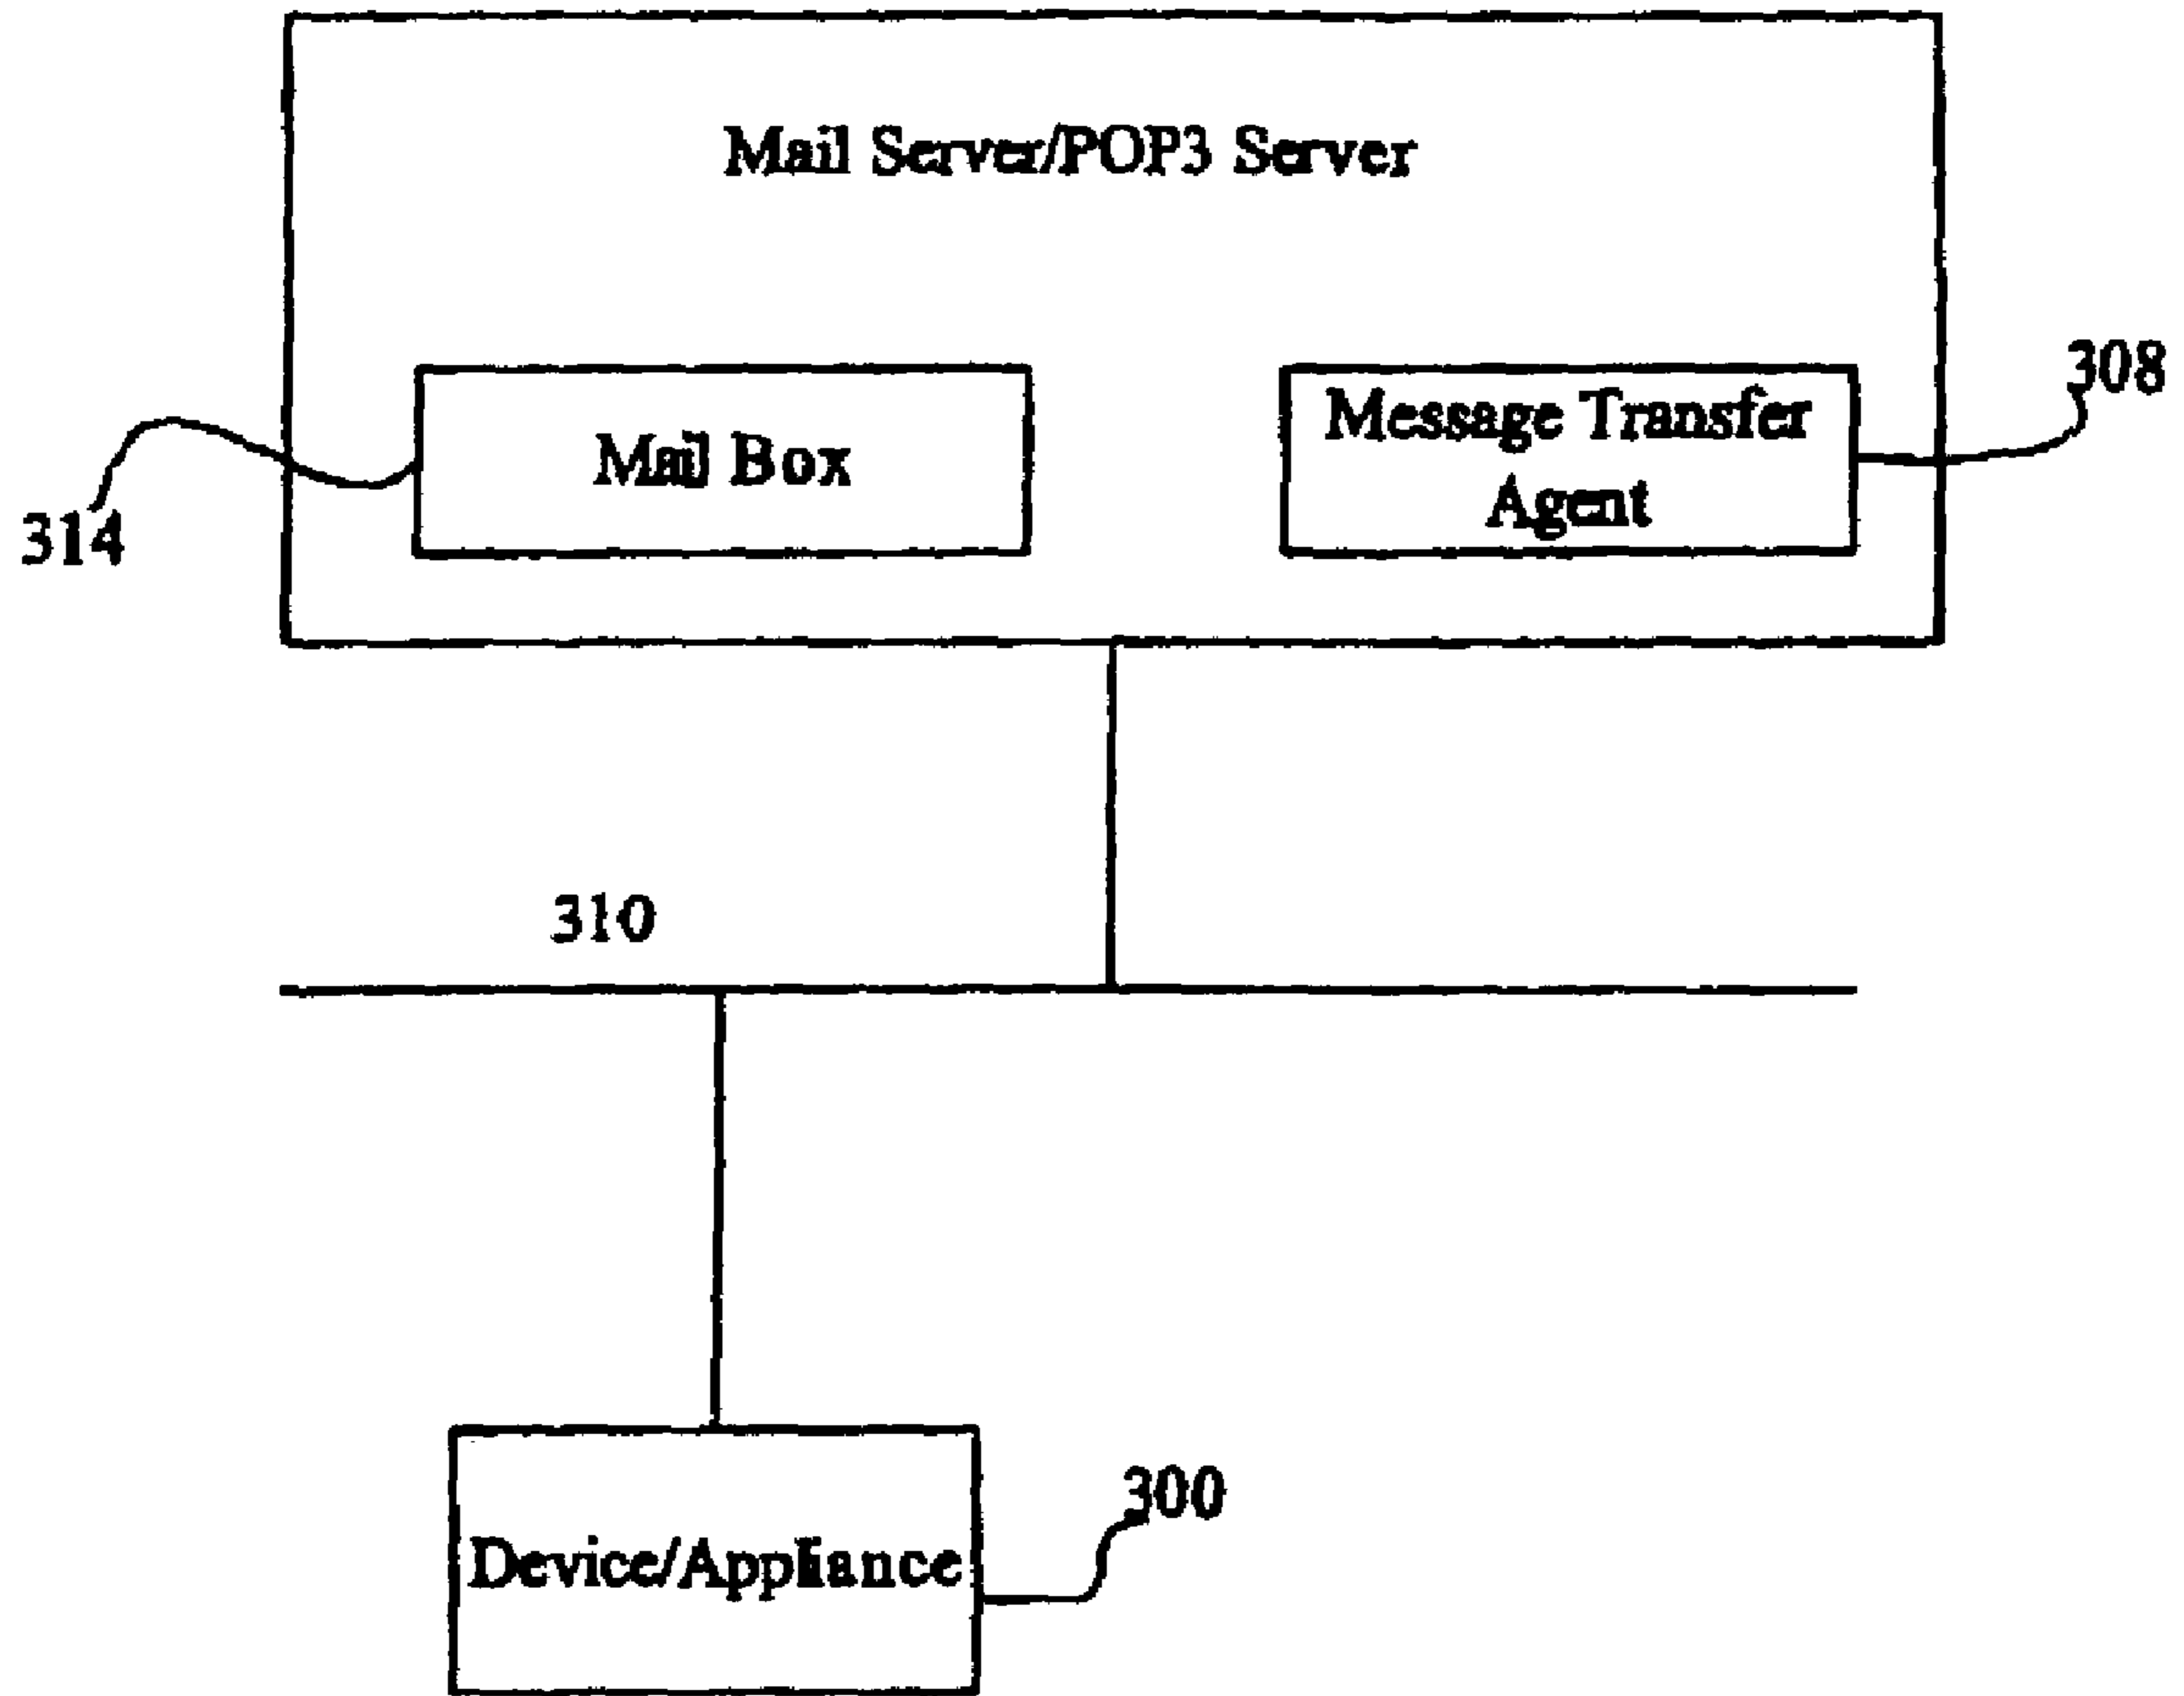 Mail Server/POP3 Server
Mail Box
Message Transfer
Agent
308
314
310
300
Device/Appliance